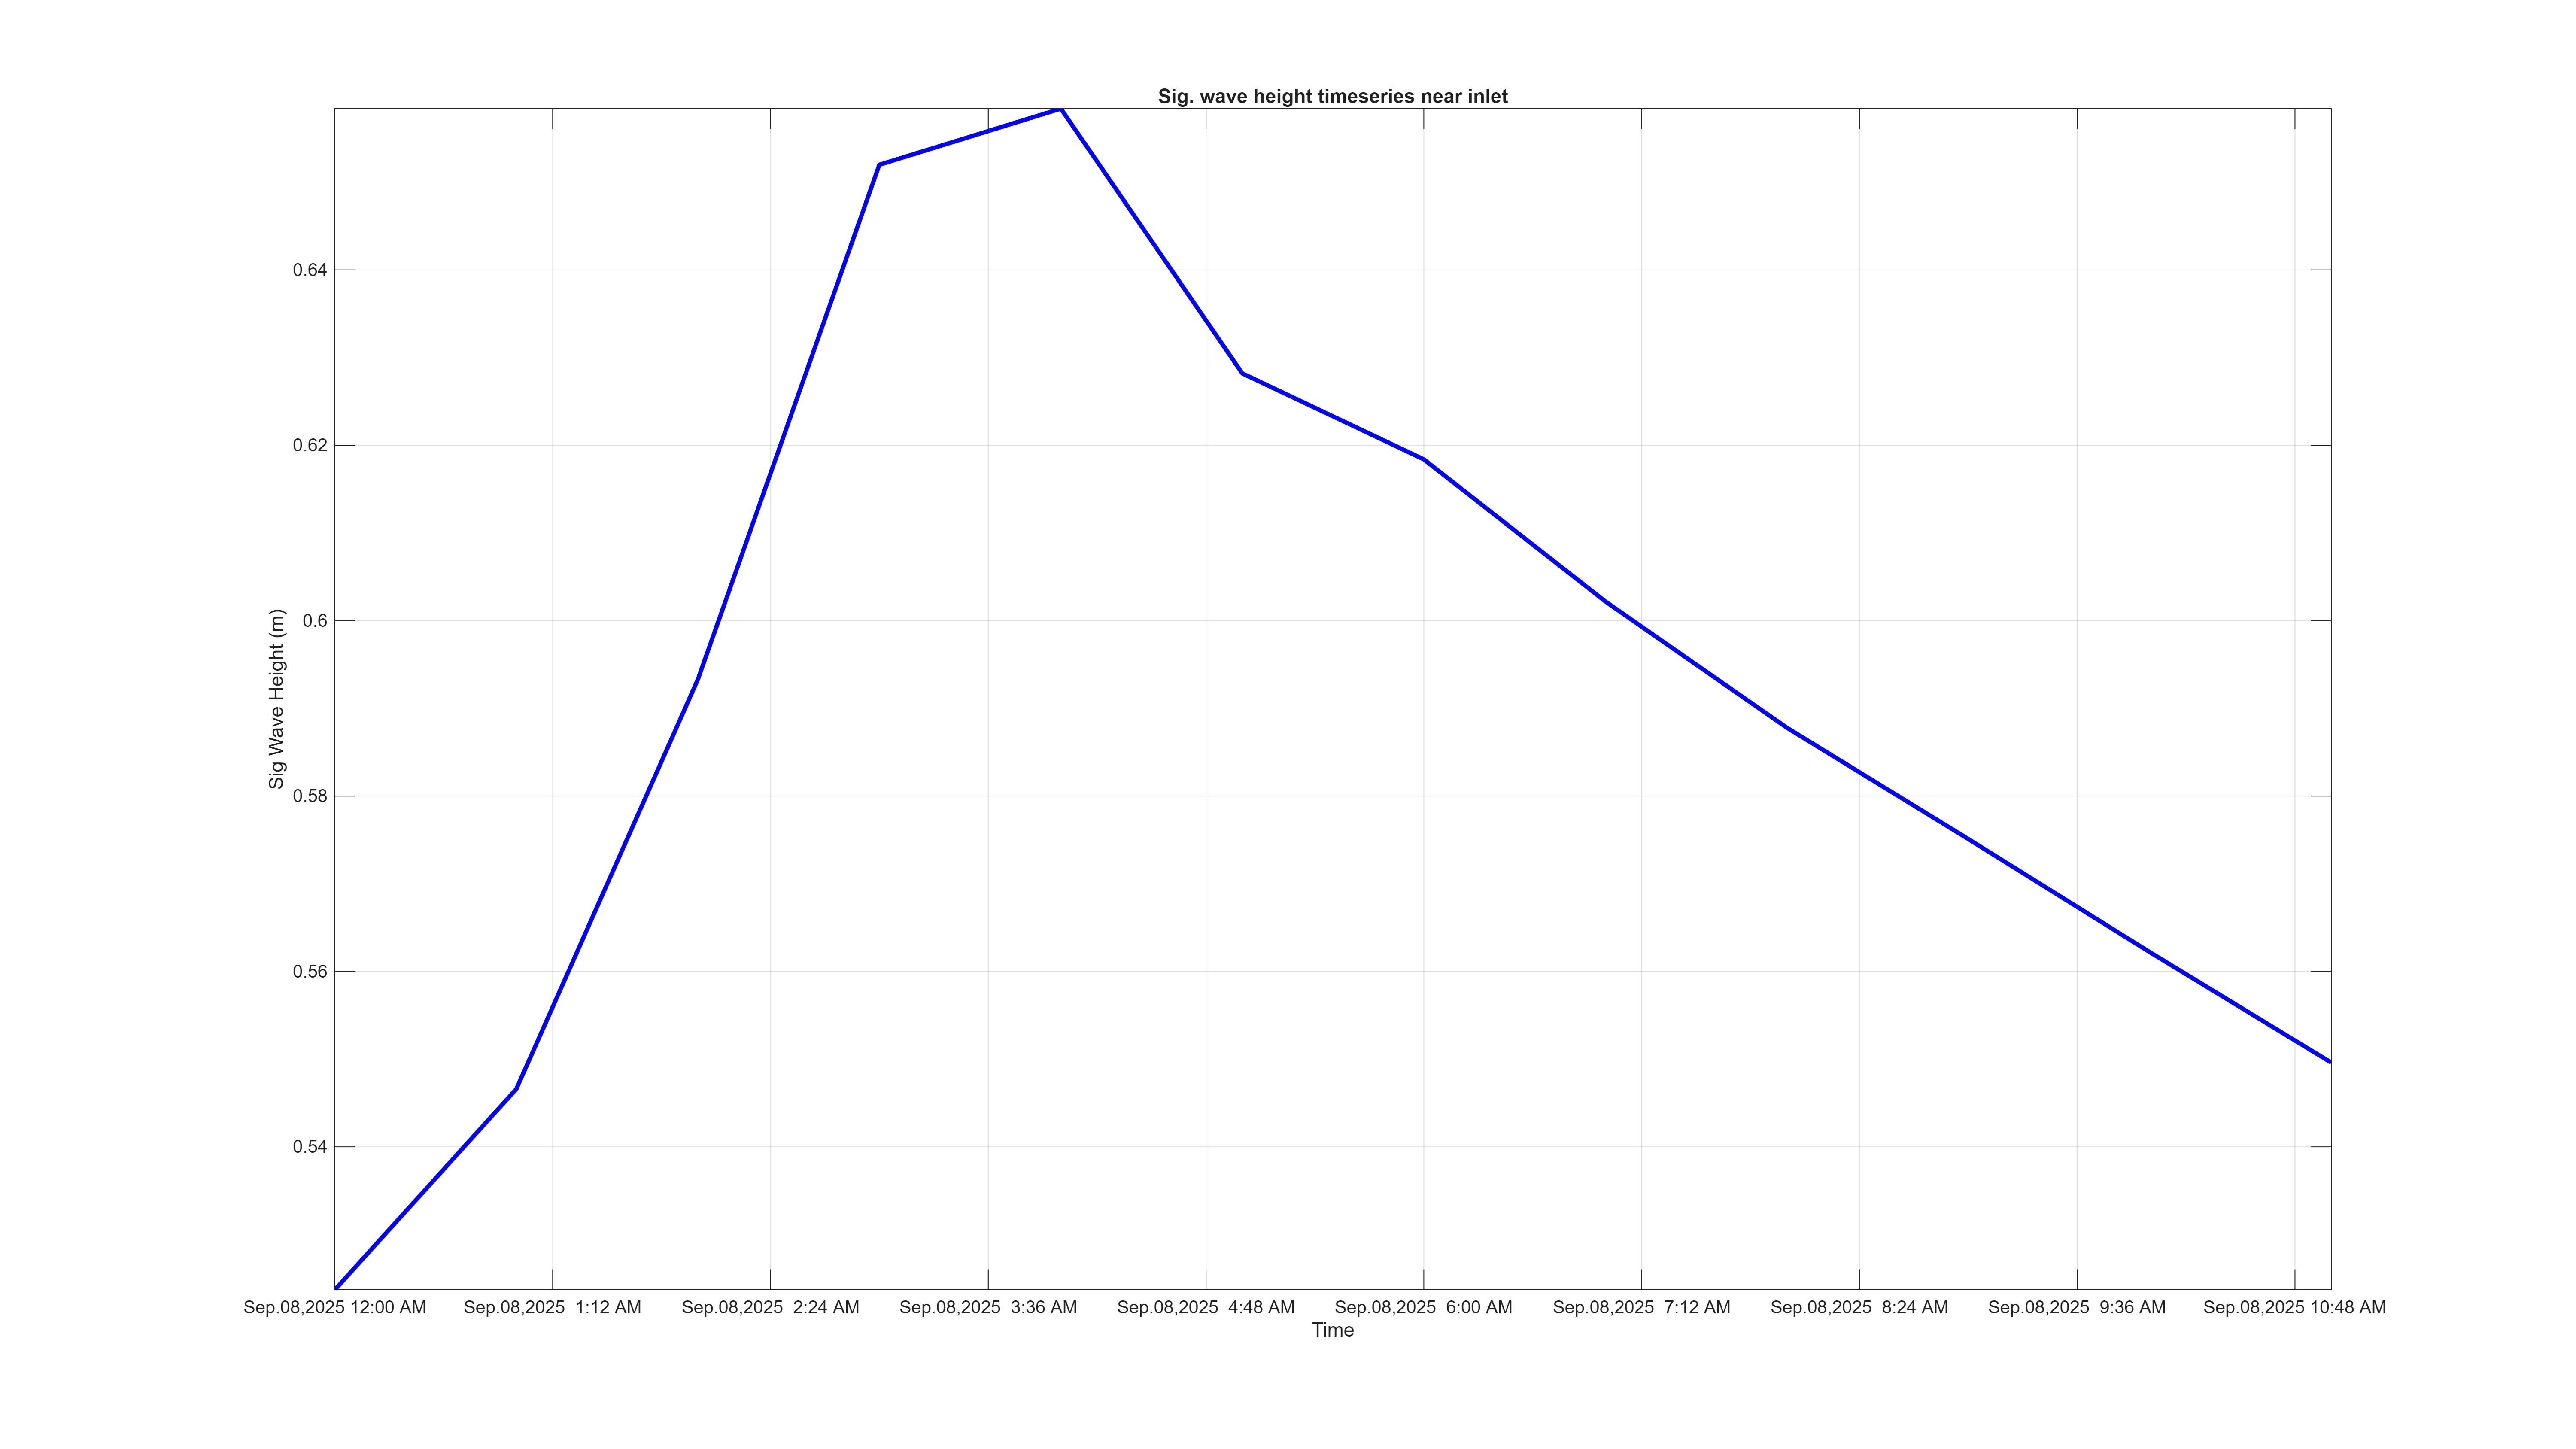 Sig. wave height timeseries near inlet
0.64
0.62
0.6
0.58
0.56
0.54
Sig Wave Height (m)
Sep.08,2025 12:00 AM Sep.08,2025  1:12 AM Sep.08,2025  2:24 AM Sep.08,2025  3:36 AM Sep.08,2025  4:48 AM Sep.08,2025  6:00 AM Sep.08,2025  7:12 AM Sep.08,2025  8:24 AM Sep.08,2025  9:36 AM Sep.08,2025 10:48 AM
Time